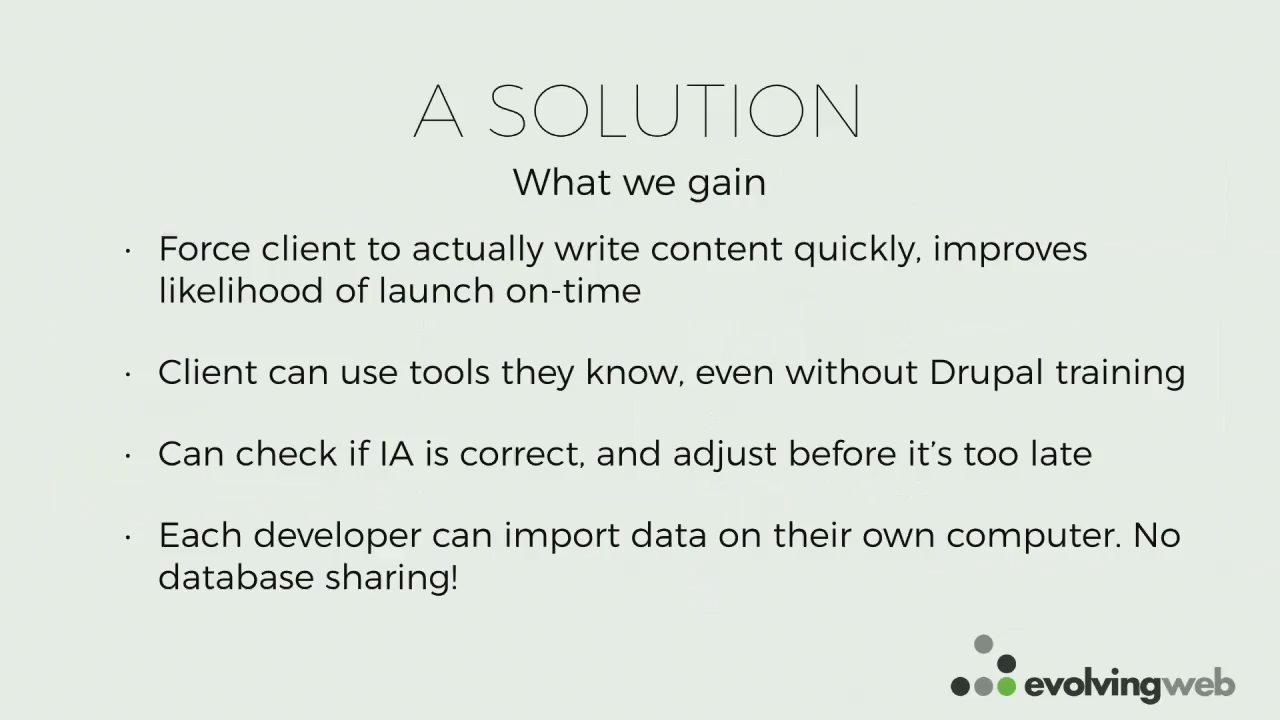 A SOLUTION
What we gain
· Force client to actually write content quickly, improves
likelihood of launch on-time
· Client can use tools they know, even without Drupal training
· Can check if IA is correct, and adjust before it’s too late
· Each developer can import data on their own computer. No
database sharing!
evolvingweb